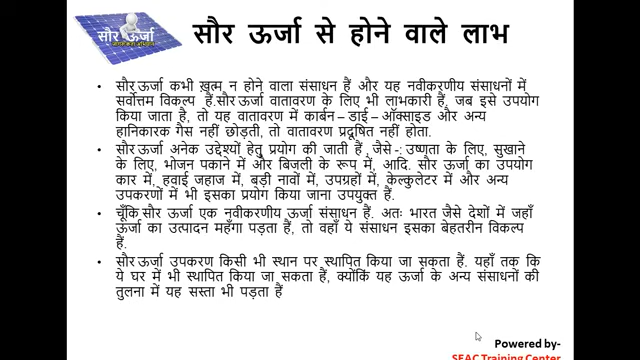 सौर ऊर्जा
सौर ऊर्जा से होने वाले लाभ
• सौर ऊर्जा कभी ख़त्म न होने वाला संसाधन हैं और यह नवीकरणीय संसाधनों में
सर्वोत्तम विकल्प हैं.सौर ऊर्जा वातावरण के लिए भी लाभकारी हैं, जब इसे उपयोग
किया जाता है, तो यह वातावरण में कार्बन – डाई – ऑक्साइड और अन्य
हानिकारक गैस नहीं छोड़ती, तो वातावरण प्रदूषित नहीं होता.
• सौर ऊर्जा अनेक उद्देश्यों हेतु प्रयोग की जाती हैं , जैसे -: उष्णता के लिए, सुखाने
के लिए, भोजन पकाने में और बिजली के रूप में, आदि. सौर ऊर्जा का उपयोग
कार में, हवाई जहाज में, बड़ी नावों में, उपग्रहों में, केल्कुलेटर में और अन्य
उपकरणों में भी इसका प्रयोग किया जाना उपयुक्त हैं.
• चूँकि सौर ऊर्जा एक नवीकरणीय ऊर्जा संसाधन हैं. अतः भारत जैसे देशों में जहाँ
ऊर्जा का उत्पादन महँगा पड़ता हैं, तो वहाँ ये संसाधन इसका बेहतरीन विकल्प
हैं.
• सौर ऊर्जा उपकरण किसी भी स्थान पर स्थापित किया जा सकता हैं. यहाँ तक कि
ये घर में भी स्थापित किया जा सकता हैं, क्योंकि यह ऊर्जा के अन्य संसाधनों की
तुलना में यह सस्ता भी पड़ता हैं
Powered by-
SEAC Training Center